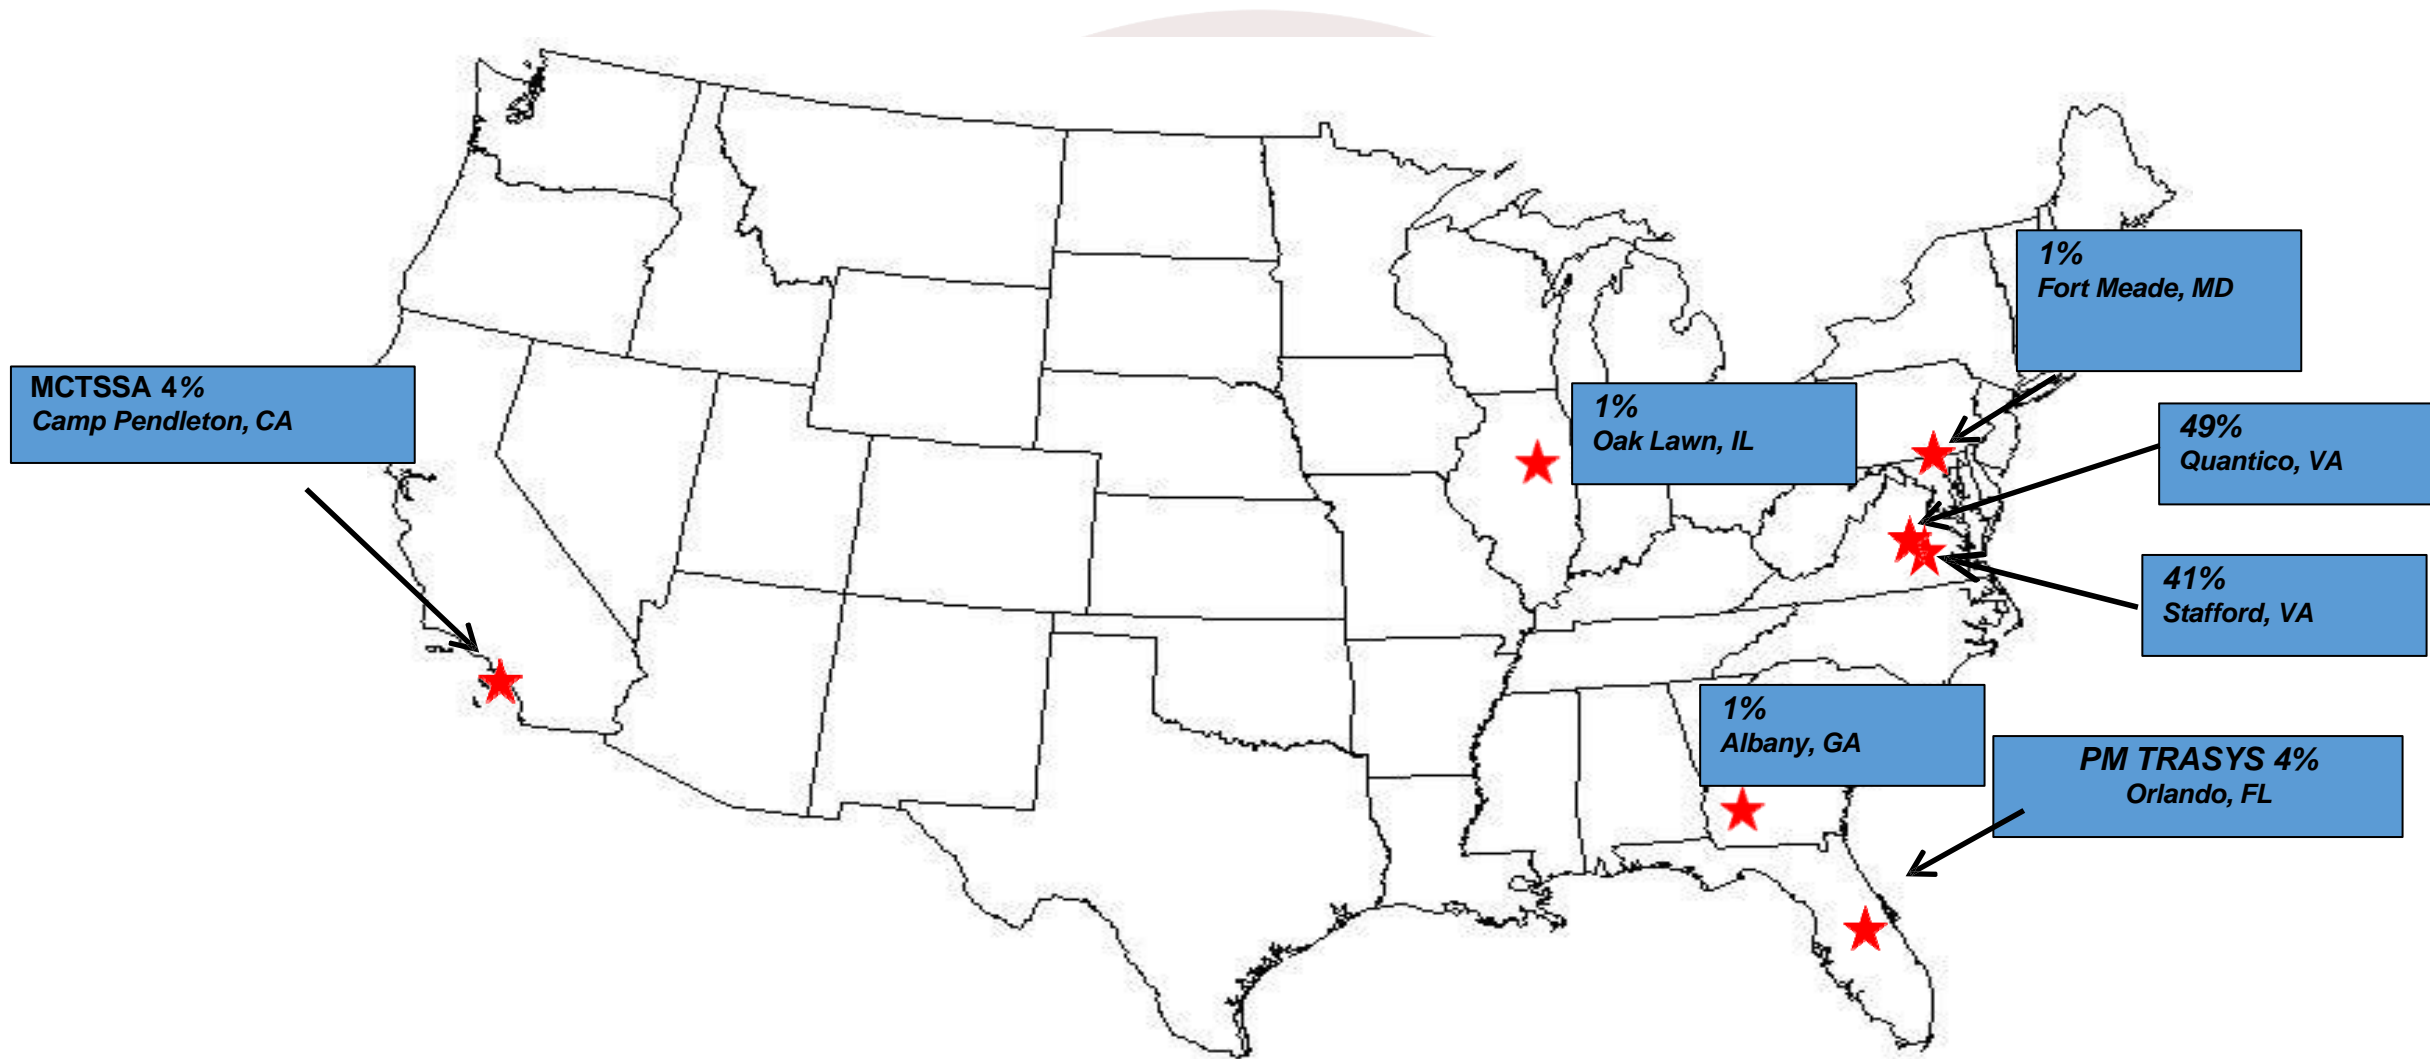 1%
Fort Meade, MD
MCTSSA 4%
Camp Pendleton, CA
1%
Oak Lawn, IL
49%
Quantico, VA
41%
Stafford, VA
1%
Albany, GA
PM TRASYS 4%
Orlando, FL